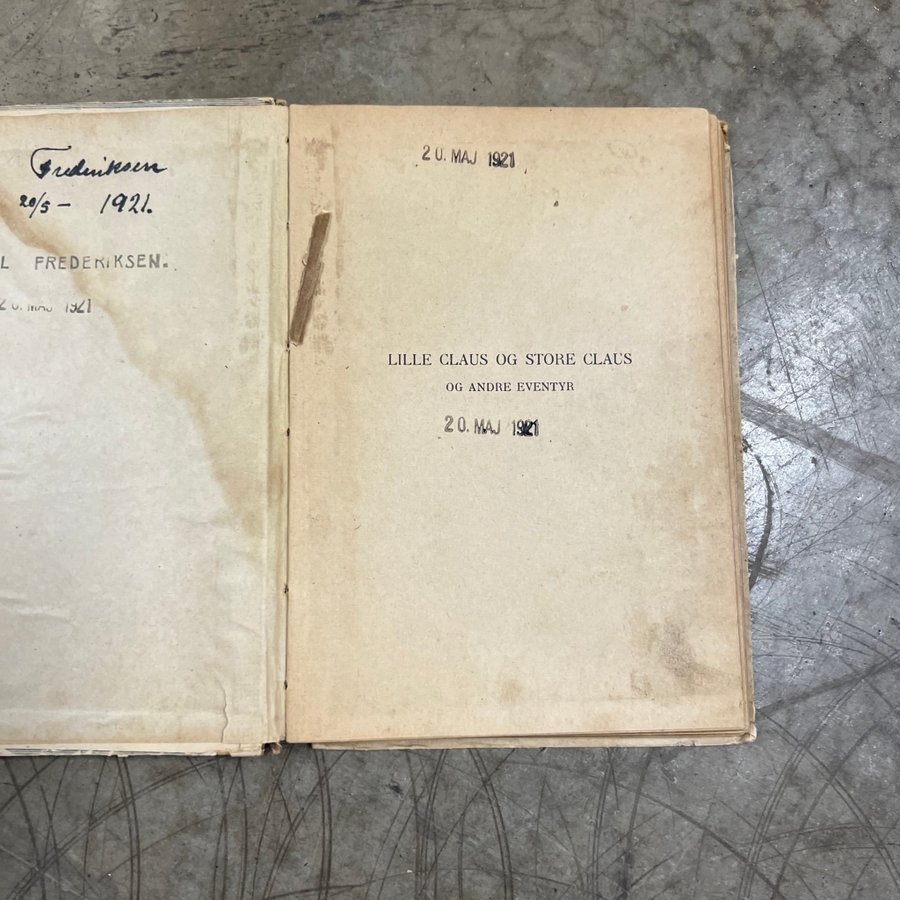 Frederiksen
20/5 - 1921.
L FREDERIKSEN.
20. MAJ 1921
20. MAJ 1921
LILLE CLAUS OG STORE CLAUS
OG ANDRE EVENTYR
20. MAJ 1921